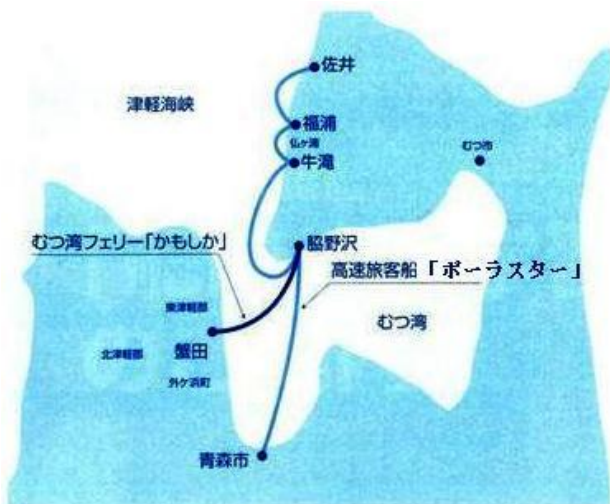 佐井
津軽海峡
福浦
仏ヶ浦
牛滝
むつ市
むつ湾フェリー「かもしか」
脇野沢
高速旅客船「ポーラスター」
東津軽郡
むつ湾
蟹田
北津軽郡
外ヶ浜町
青森市